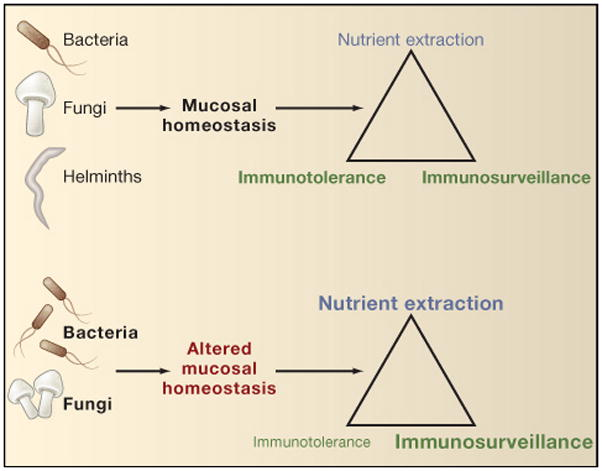 Bacteria
Nutrient extraction
Fungi
Mucosal
homeostasis
Helminths
Immunotolerance
Immunosurveillance
Nutrient extraction
Bacteria
Altered
mucosal
homeostasis
Fungi
Immunotolerance
Immunosurveillance